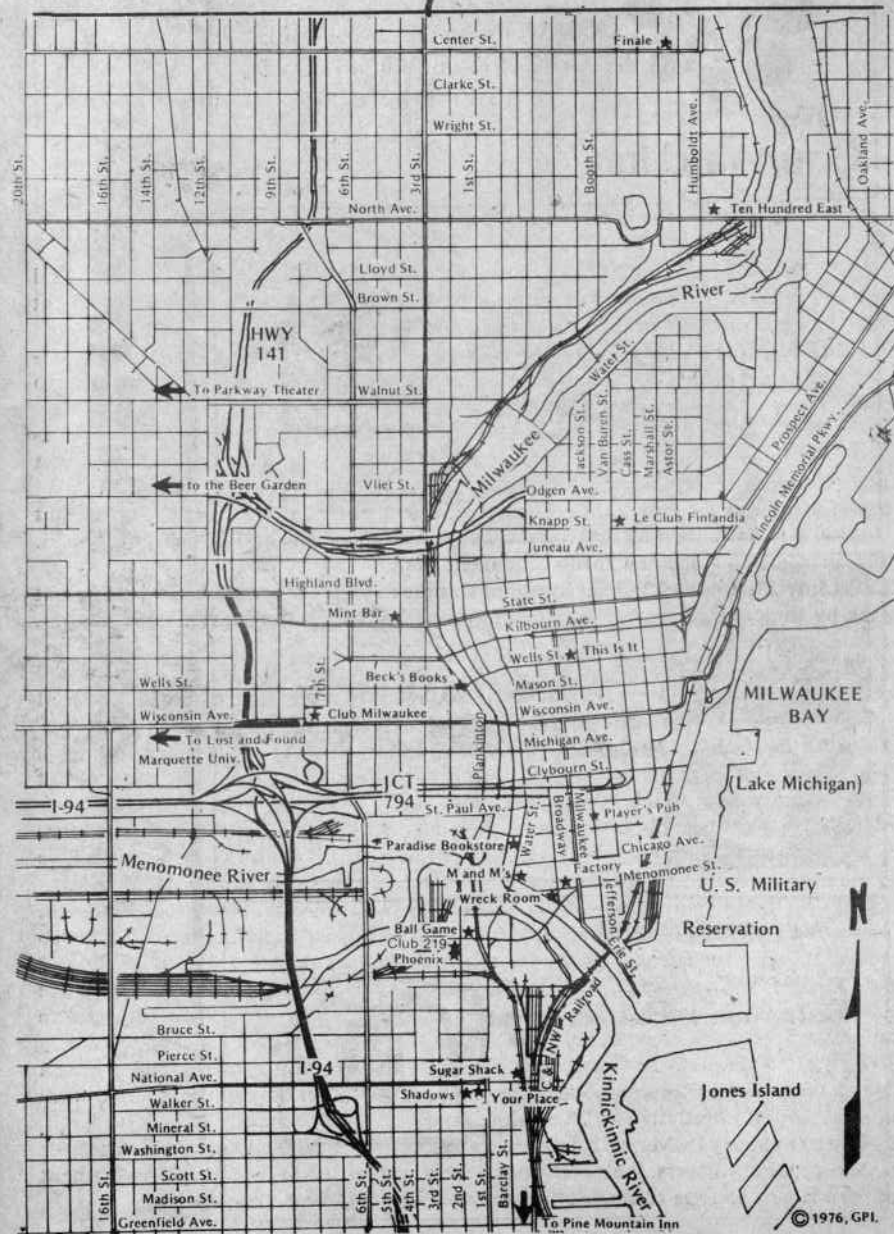 Center St.
Finale
Clarke St.
Wright St.
20th St.
16th St.
14th St.
12th St.
9th St.
6th St.
3rd St.
1st St.
Booth St.
Humboldt Ave.
Oakland Ave.
North Ave.
Ten Hundred East
Lloyd St.
Brown St.
River
HWY
141
Water St.
To Parkway Theater
Walnut St.
Jackson St.
Van Buren St.
Cass St.
Marshall St.
Astor St.
Prospect Ave.
Lincoln Memorial Pkwy.
Milwaukee
to the Beer Garden
Vliet St.
Odgen Ave.
Knapp St.
Le Club Finlandia
Juneau Ave.
Highland Blvd.
State St.
Mint Bar
Kilbourn Ave.
Wells St.
This Is It
Beck's Books
Mason St.
Wells St.
7th St.
Wisconsin Ave.
MILWAUKEE
BAY
Wisconsin Ave.
Club Milwaukee
To Lost and Found
Plankinton
Michigan Ave.
Marquette Univ.
Clybourn St.
JCT
794
(Lake Michigan)
I-94
St. Paul Ave.
Water St.
Broadway
Milwaukee
Player's Pub
Paradise Bookstore
Chicago Ave.
Menomonee River
M and M's
Factory
Menomonee St.
Wreck Room
Jefferson
Erie St.
U. S. Military
Reservation
N
Ball Game
Club 219
Phoenix
Railroad
C & NW
Bruce St.
Pierce St.
I-94
National Ave.
Sugar Shack
Kinnickinnic River
Jones Island
Walker St.
Shadows
Your Place
Mineral St.
Washington St.
Scott St.
Madison St.
Greenfield Ave.
16th St.
6th St.
5th St.
4th St.
3rd St.
2nd St.
1st St.
Barclay St.
To Pine Mountain Inn
© 1976, GPI.